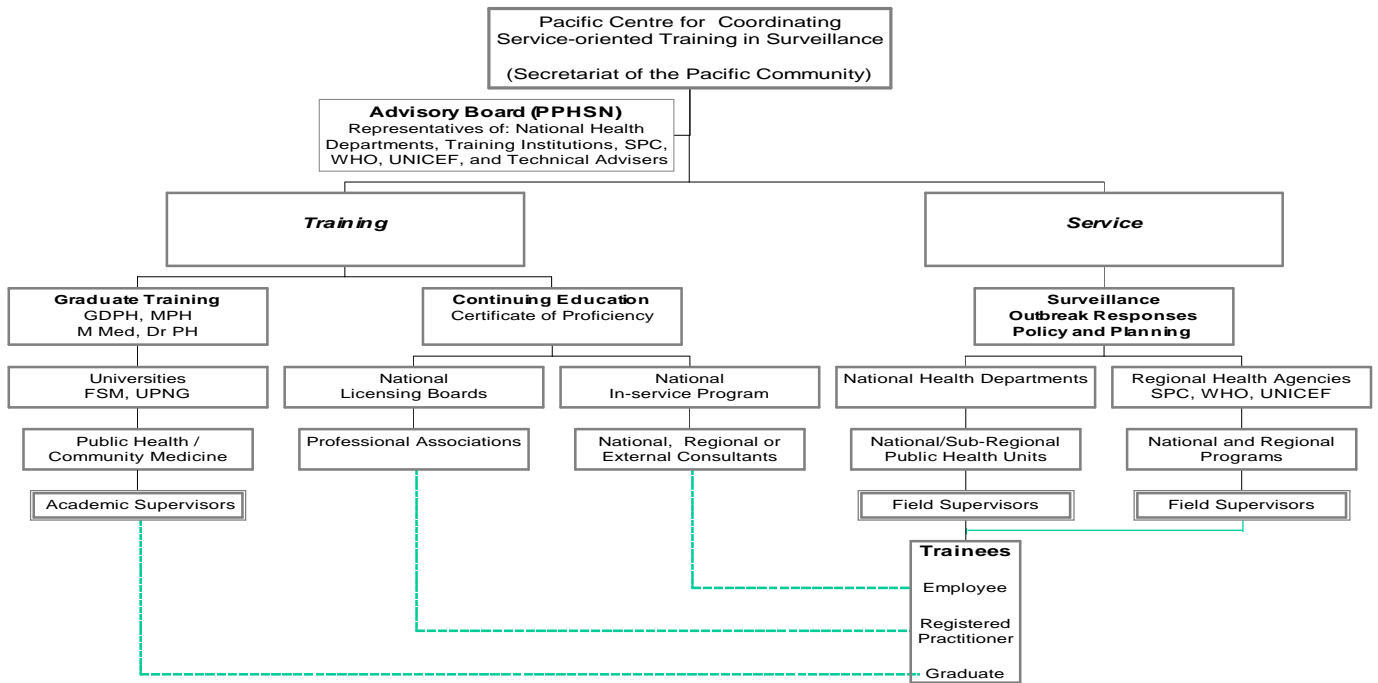 Pacific Centre for Coordinating
Service-oriented Training in Surveillance
(Secretariat of the Pacific Community)
Advisory Board (PPHSN)
Representatives of: National Health
Departments, Training Institutions, SPC,
WHO, UNICEF, and Technical Advisers
Training
Service
Graduate Training
GDPH, MPH
M Med, Dr PH
Continuing Education
Certificate of Proficiency
Surveillance
Outbreak Responses
Policy and Planning
Universities
FSM, UPNG
National
Licensing Boards
National
In-service Program
National Health Departments
Regional Health Agencies
SPC, WHO, UNICEF
Public Health /
Community Medicine
Professional Associations
National, Regional or
External Consultants
National/Sub-Regional
Public Health Units
National and Regional
Programs
Academic Supervisors
Field Supervisors
Field Supervisors
Trainees
Employee
Registered
Practitioner
Graduate